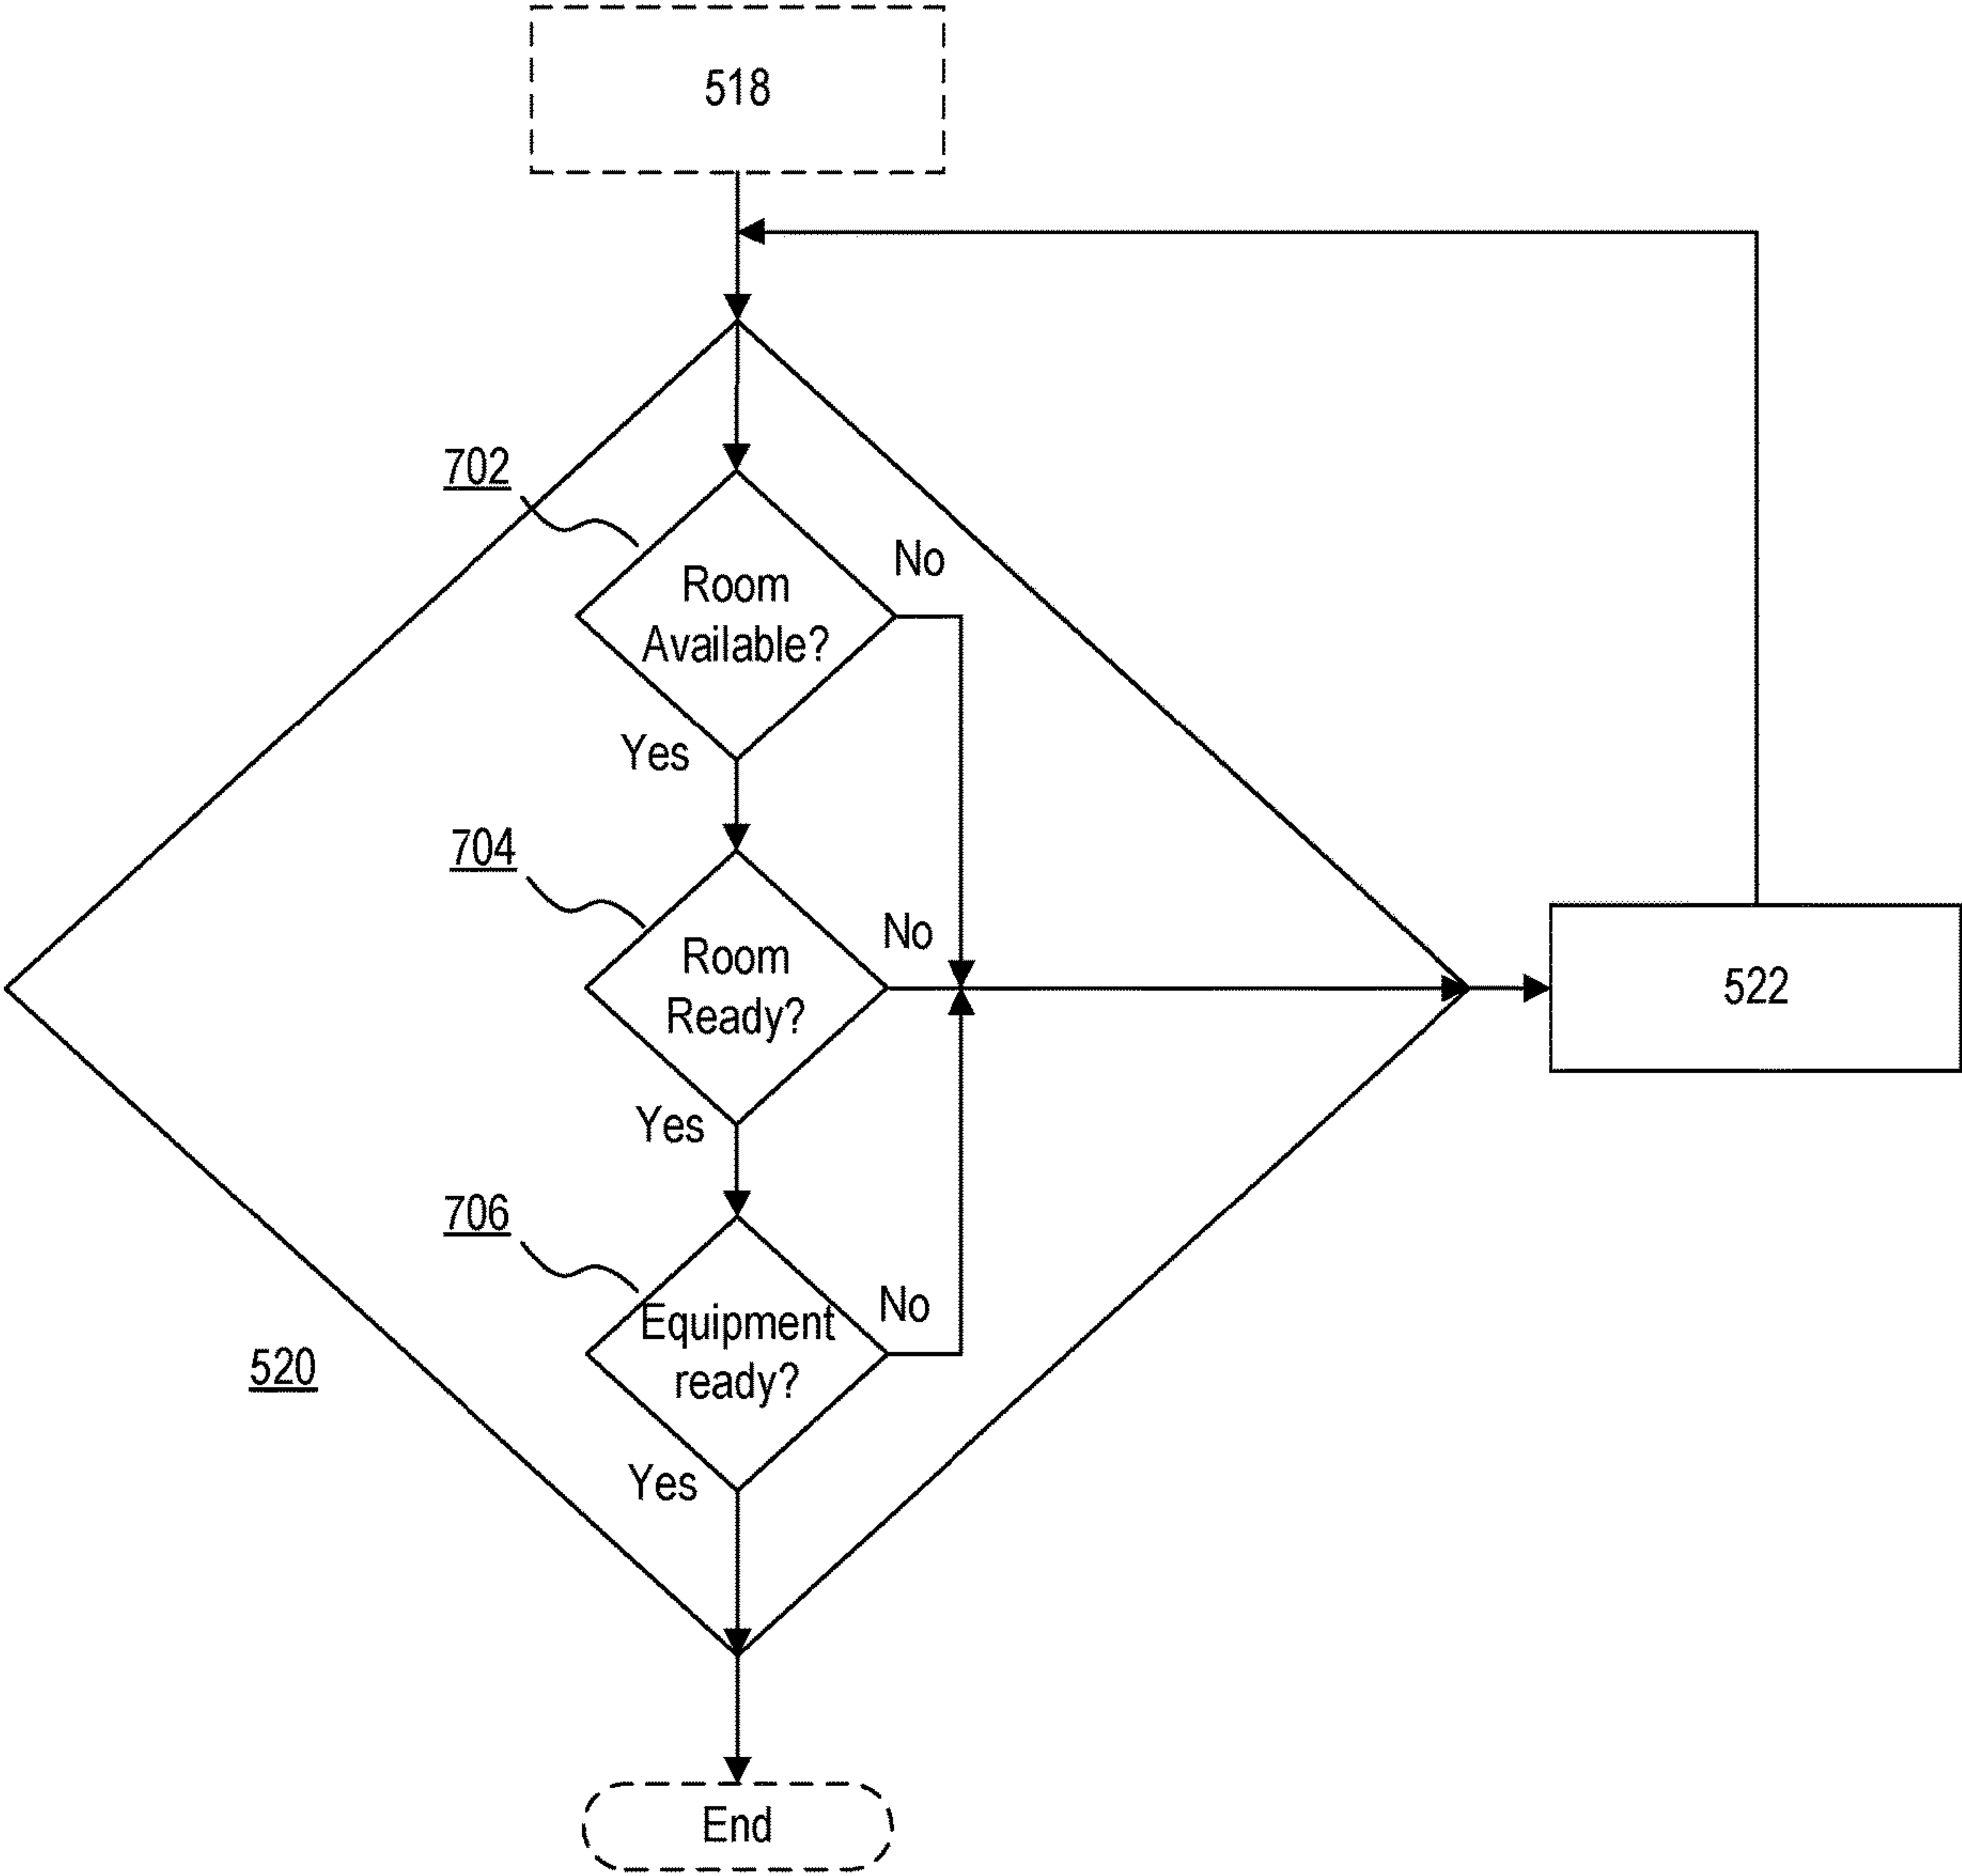 518
702
No
Room
Available?
Yes
704
No
Room
Ready?
522
Yes
706
No
Equipment
ready?
520
Yes
End